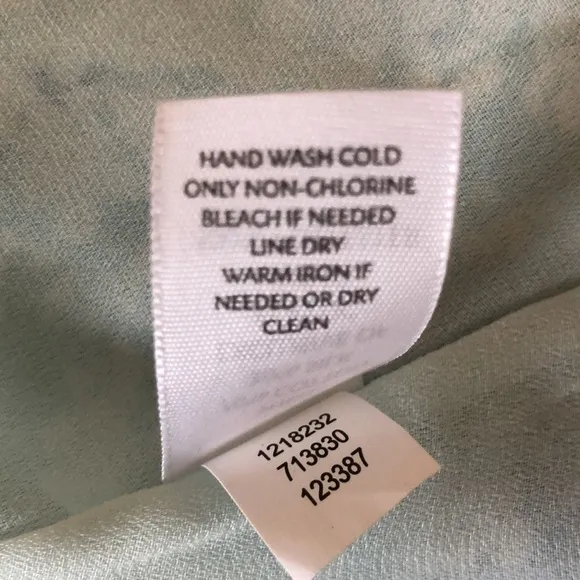 HAND WASH COLD
ONLY NON-CHLORINE
BLEACH IF NEEDED
LINE DRY
WARM IRON IF
NEEDED OR DRY
CLEAN
1218232
713830
123387